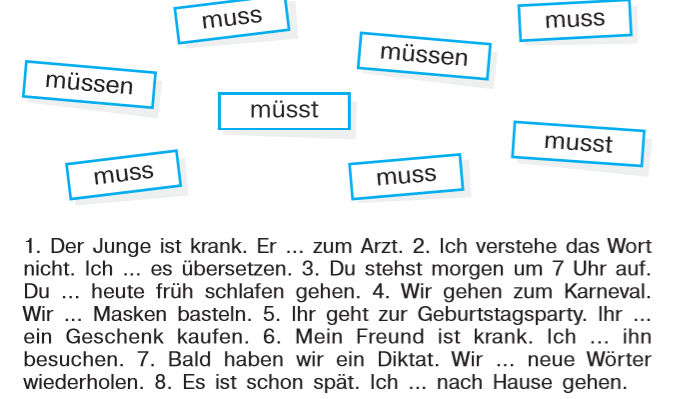 muss
muss
müssen
müssen
müsst
musst
muss
muss
1. Der Junge ist krank. Er ... zum Arzt. 2. Ich verstehe das Wort
nicht. Ich ... es übersetzen. 3. Du stehst morgen um 7 Uhr auf.
Du ... heute früh schlafen gehen. 4. Wir gehen zum Karneval.
Wir ... Masken basteln. 5. Ihr geht zur Geburtstagsparty. Ihr ...
ein Geschenk kaufen. 6. Mein Freund ist krank. Ich ... ihn
besuchen. 7. Bald haben wir ein Diktat. Wir ... neue Wörter
wiederholen. 8. Es ist schon spät. Ich ... nach Hause gehen.